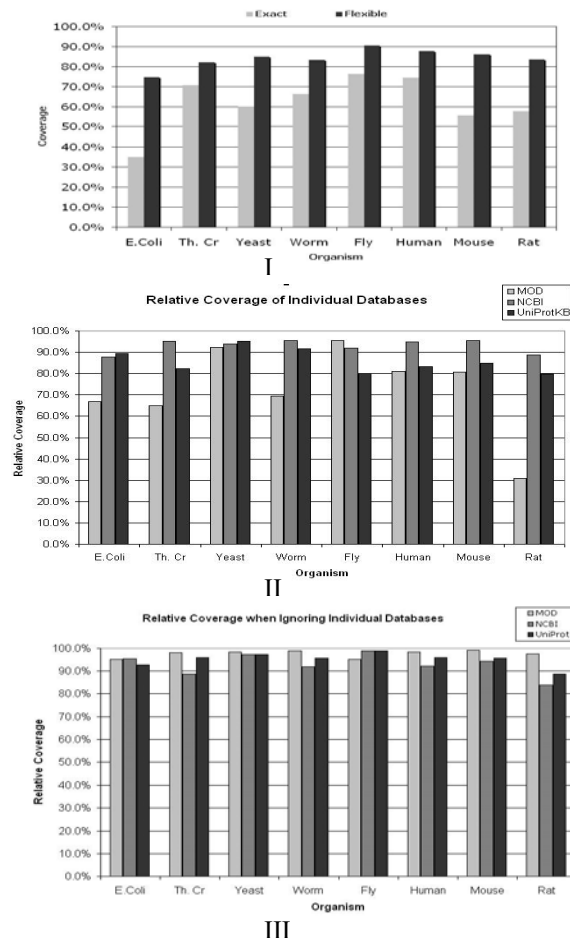 Exact Flexible
100.0%
90.0%
80.0%
70.0%
60.0%
50.0%
40.0%
30.0%
20.0%
10.0%
0.0%
Coverage
E.Coli Th. Cr Yeast Worm Fly Human Mouse Rat
Organism
I
Relative Coverage of Individual Databases
MOD
NCBI
UniProtKB
100.0%
90.0%
80.0%
70.0%
60.0%
50.0%
40.0%
30.0%
20.0%
10.0%
0.0%
Relative Coverage
E.Coli Th. Cr Yeast Worm Fly Human Mouse Rat
Organism
II
Relative Coverage when Ignoring Individual Databases
MOD
NCBI
UniProt
100.0%
90.0%
80.0%
70.0%
60.0%
50.0%
40.0%
30.0%
20.0%
10.0%
0.0%
Relative Coverage
E.Coli Th. Cr Yeast Worm Fly Human Mouse Rat
Organism
III